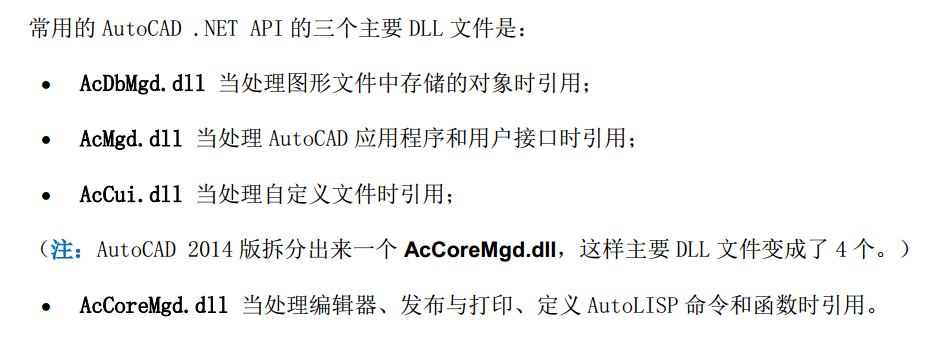 常用的 AutoCAD .NET API 的三个主要 DLL 文件是：
• AcDbMgd.dll 当处理图形文件中存储的对象时引用；
• AcMgd.dll 当处理 AutoCAD 应用程序和用户接口时引用；
• AcCui.dll 当处理自定义文件时引用；
（注：AutoCAD 2014 版拆分出来一个 AcCoreMgd.dll，这样主要 DLL 文件变成了 4 个。）
• AcCoreMgd.dll 当处理编辑器、发布与打印、定义 AutoLISP 命令和函数时引用。